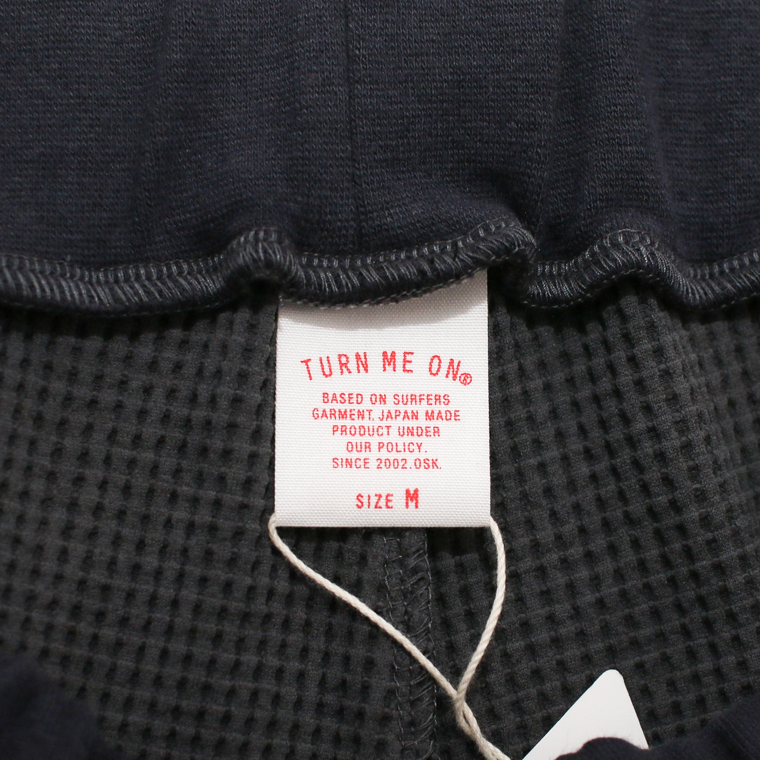 TURN ME ON®
BASED ON SURFERS
GARMENT. JAPAN MADE
PRODUCT UNDER
OUR POLICY.
SINCE 2002.OSK.
SIZE M